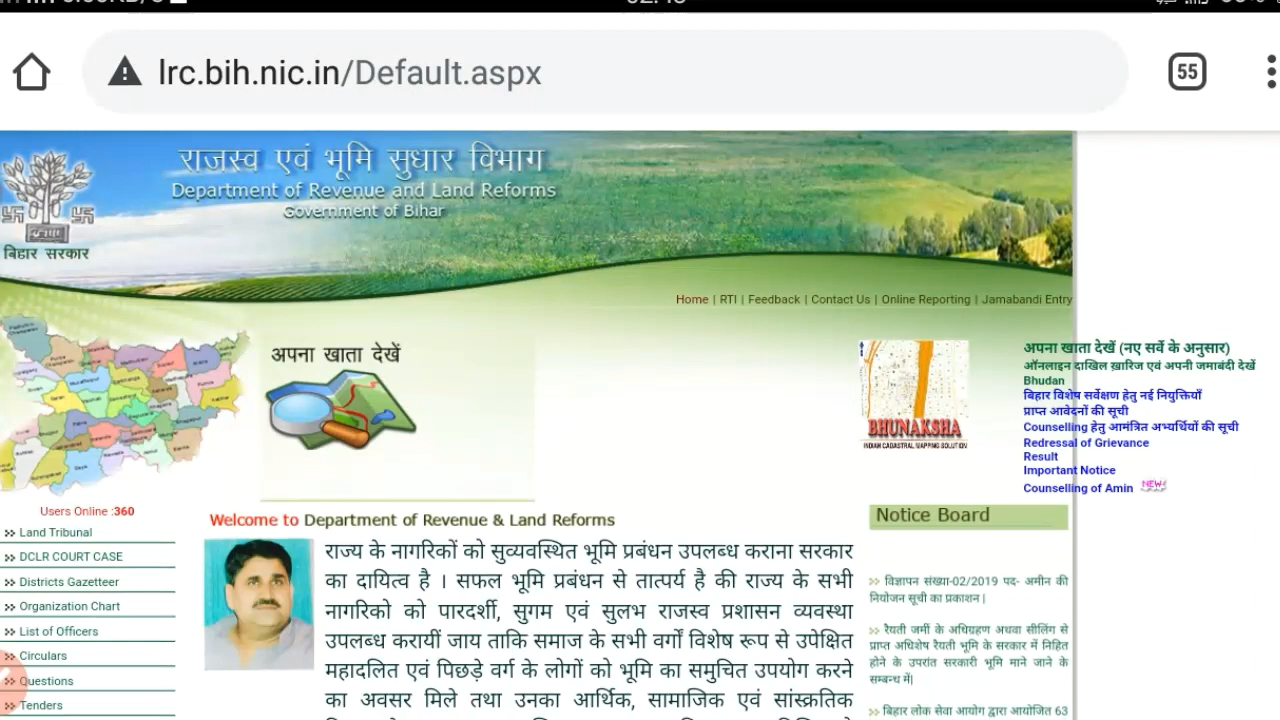 55
lrc.bih.nic.in/Default.aspx
राजस्व एवं भूमि सुधार विभाग
Department of Revenue and Land Reforms
Government of Bihar
बिहार सरकार
Home | RTI | Feedback | Contact Us | Online Reporting | Jamabandi Entry
अपना खाता देखें
BHUNAKSHA
INDIAN CADASTRAL MAPPING SOLUTION
अपना खाता देखें (नए सर्वे के अनुसार)
ऑनलाइन दाखिल ख़ारिज एवं अपनी जमाबंदी देखें
Bhudan
बिहार विशेष सर्वेक्षण हेतु नई नियुक्तियाँ
प्राप्त आवेदनों की सूची
Counselling हेतु आमंत्रित अभ्यर्थियों की सूची
Redressal of Grievance
Result
Important Notice
Counselling of Amin NEW
Users Online :360
>> Land Tribunal
>> DCLR COURT CASE
>> Districts Gazetteer
>> Organization Chart
>> List of Officers
>> Circulars
Questions
>> Tenders
Welcome to Department of Revenue & Land Reforms
राज्य के नागरिकों को सुव्यवस्थित भूमि प्रबंधन उपलब्ध कराना सरकार
का दायित्व है । सफल भूमि प्रबंधन से तात्पर्य है की राज्य के सभी
नागरिको को पारदर्शी, सुगम एवं सुलभ राजस्व प्रशासन व्यवस्था
उपलब्ध करायीं जाय ताकि समाज के सभी वर्गों विशेष रूप से उपेक्षित
महादलित एवं पिछड़े वर्ग के लोगों को भूमि का समुचित उपयोग करने
का अवसर मिले तथा उनका आर्थिक, सामाजिक एवं सांस्क्रतिक
Notice Board
>> विज्ञापन संख्या-02/2019 पद- अमीन की
नियोजन सूची का प्रकाशन |
>> रैयती जमीं के अधिग्रहण अथवा सीलिंग से
प्राप्त अधिशेष रैयती भूमि के सरकार में निहित
होने के उपरांत सरकारी भूमि माने जाने के
सम्बन्ध में|
>> बिहार लोक सेवा आयोग द्वारा आयोजित 63